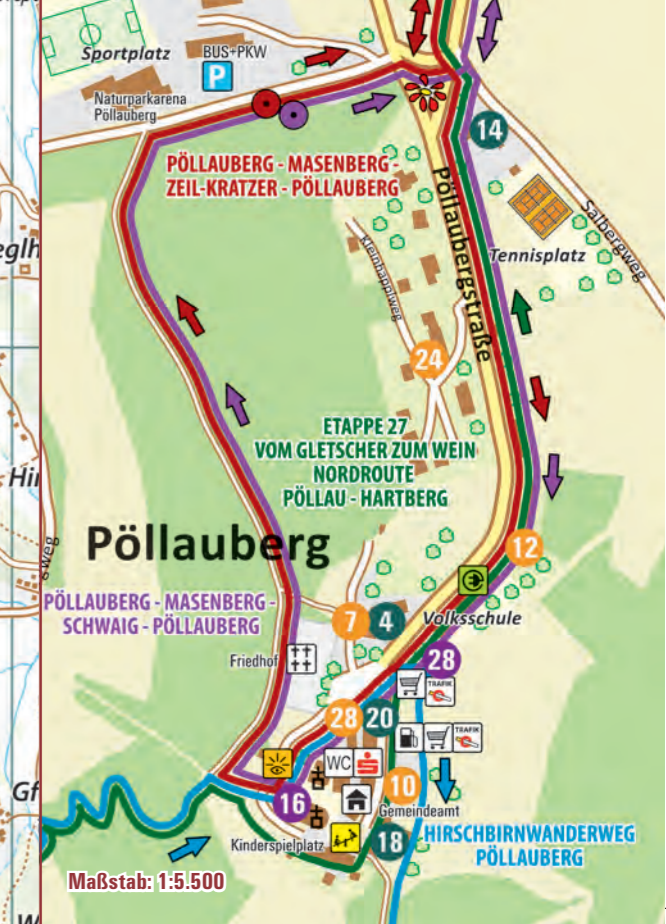 Sportplatz
BUS+PKW
P
Naturparkarena
Pöllauberg
14
PÖLLAUBERG - MASENBERG -
ZEIL-KRATZER - PÖLLAUBERG
Pöllaubergstraße
Salbergweg
Kleinhapplweg
Tennisplatz
24
ETAPPE 27
VOM GLETSCHER ZUM WEIN
NORDROUTE
PÖLLAU - HARTBERG
Pöllauberg
12
PÖLLAUBERG - MASENBERG -
SCHWAIG - PÖLLAUBERG
7
4
Volksschule
Friedhof
28
TRAFIK
28
20
TRAFIK
WC
16
10
Gemeindeamt
Kinderspielplatz
18
HIRSCHBIRNWANDERWEG
PÖLLAUBERG
Maßstab: 1:5.500